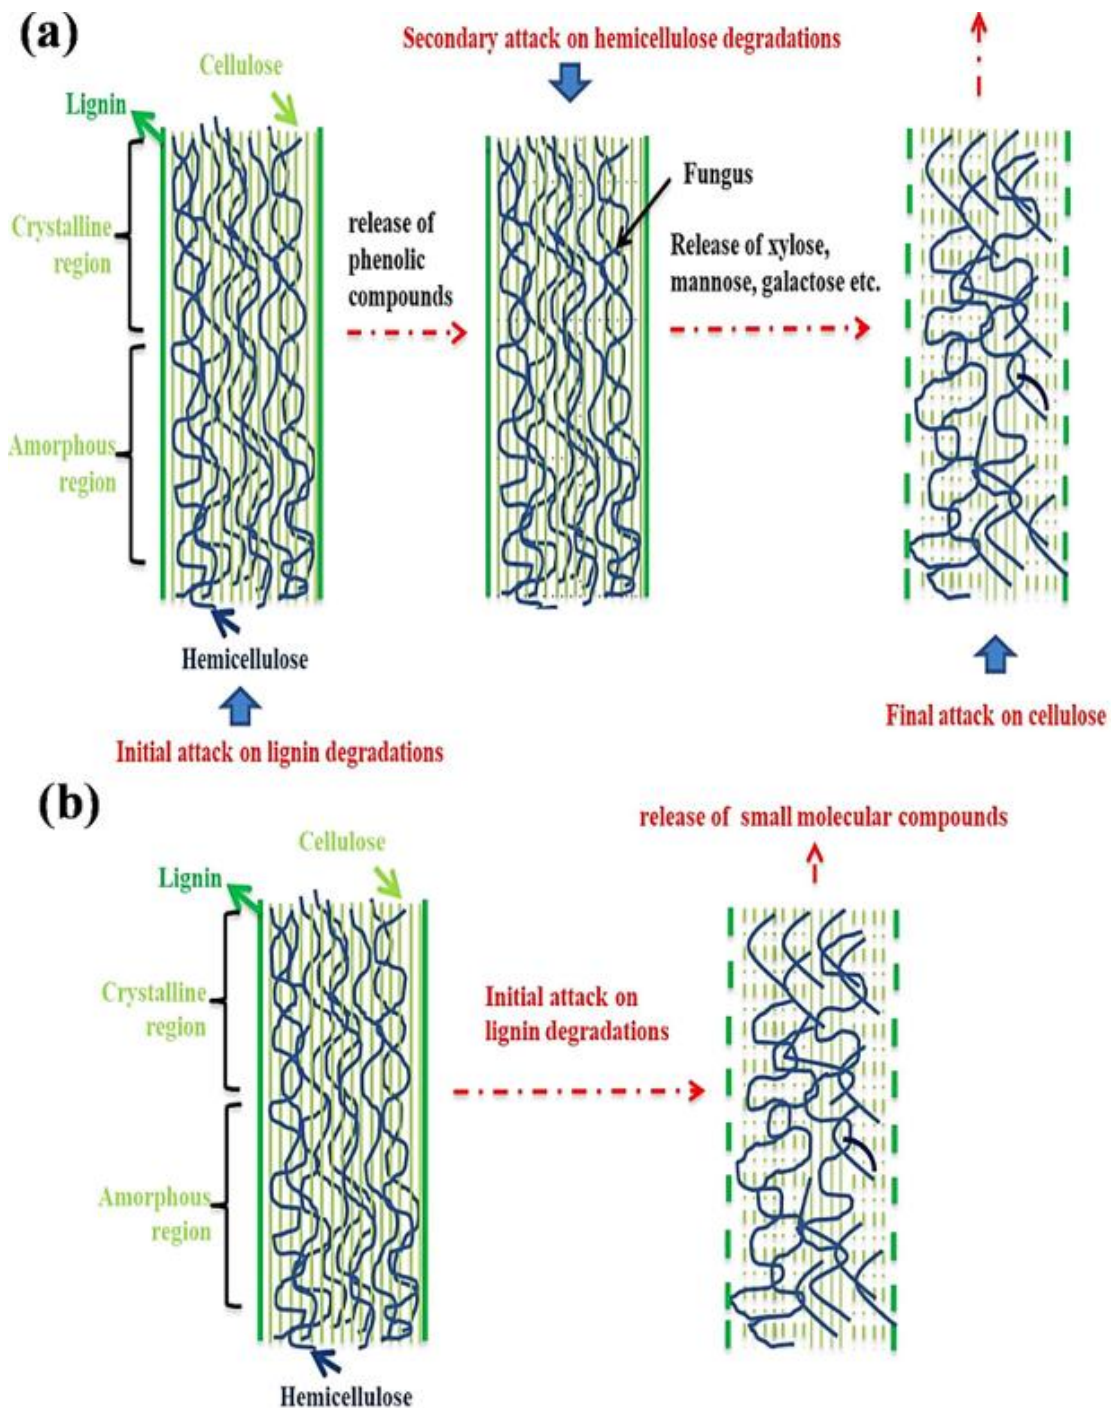 (a)
Secondary attack on hemicellulose degradations
Cellulose
Lignin
Crystalline
region
Amorphous
region
Hemicellulose
Initial attack on lignin degradations
release of
phenolic
compounds
Fungus
Release of xylose,
mannose, galactose etc.
Final attack on cellulose
(b)
release of small molecular compounds
Cellulose
Lignin
Crystalline
region
Amorphous
region
Hemicellulose
Initial attack on
lignin degradations